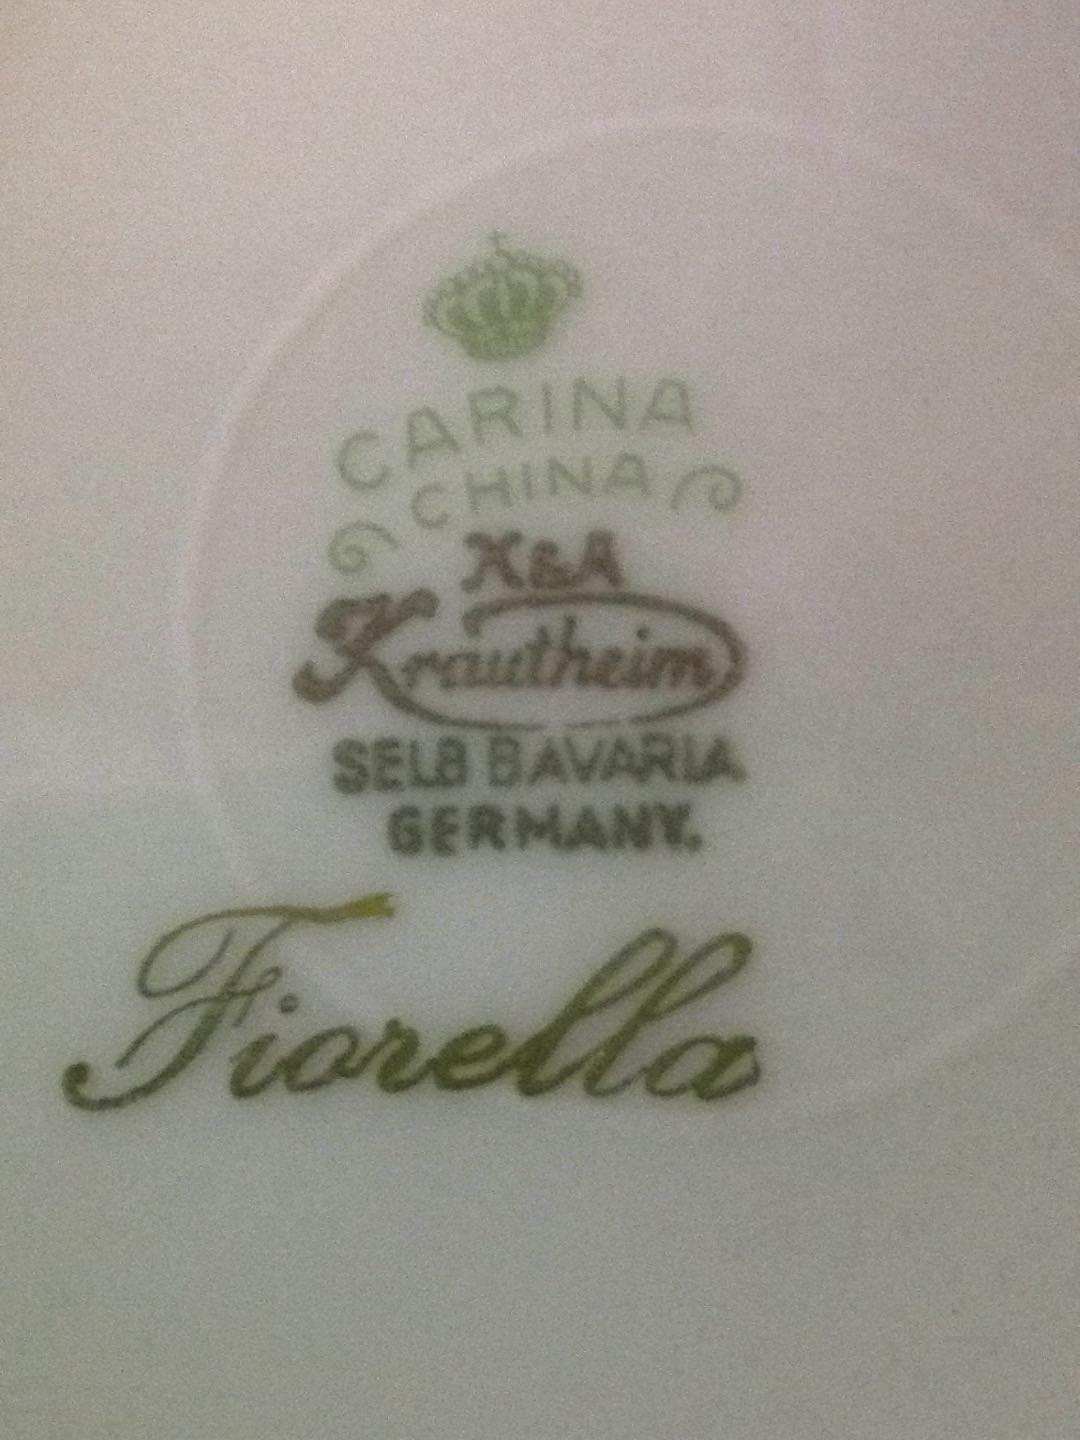 CARINA
CHINA
K&A
Krautheim
SELB BAVARIA
GERMANY.
Fiorella